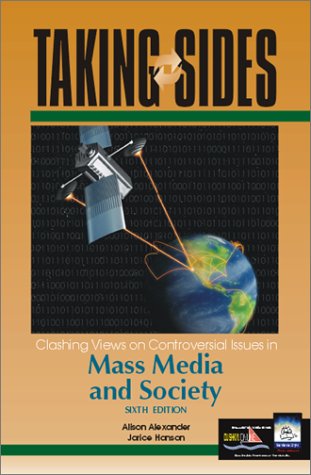 TAKING SIDES
Clashing Views on Controversial Issues in
Mass Media
and Society
SIXTH EDITION
Alison Alexander
Jarice Hanson